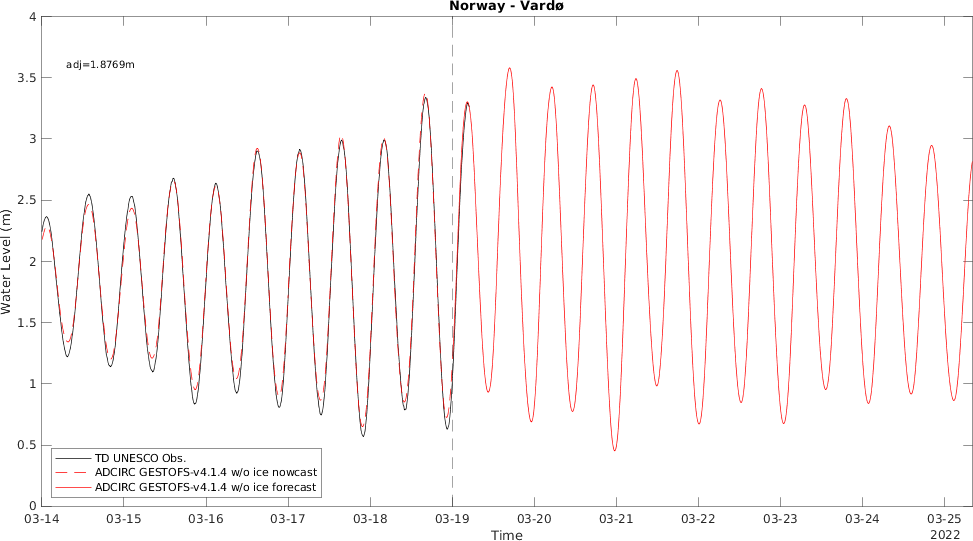 Norway - Vardø
4
adj=1.8769m
3.5
3
2.5
2
1.5
1
0.5
0
Water Level (m)
TD UNESCO Obs.
ADCIRC GESTOFS-v4.1.4 w/o ice nowcast
ADCIRC GESTOFS-v4.1.4 w/o ice forecast
03-14 03-15 03-16 03-17 03-18 03-19 03-20 03-21 03-22 03-23 03-24 03-25
Time
2022